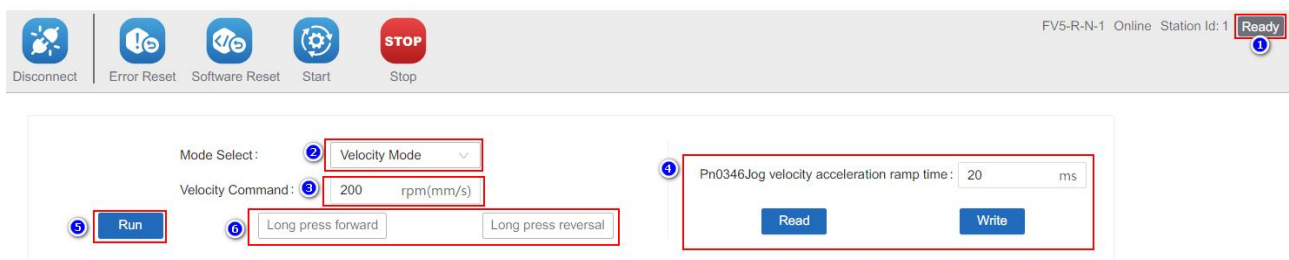 FV5-R-N-1 Online Station Id: 1 Ready
1
STOP
Disconnect Error Reset Software Reset Start Stop
Mode Select: 2 Velocity Mode
Velocity Command: 3 200 rpm(mm/s)
4 Pn0346Jog velocity acceleration ramp time: 20 ms
5 Run 6 Long press forward Long press reversal
Read Write